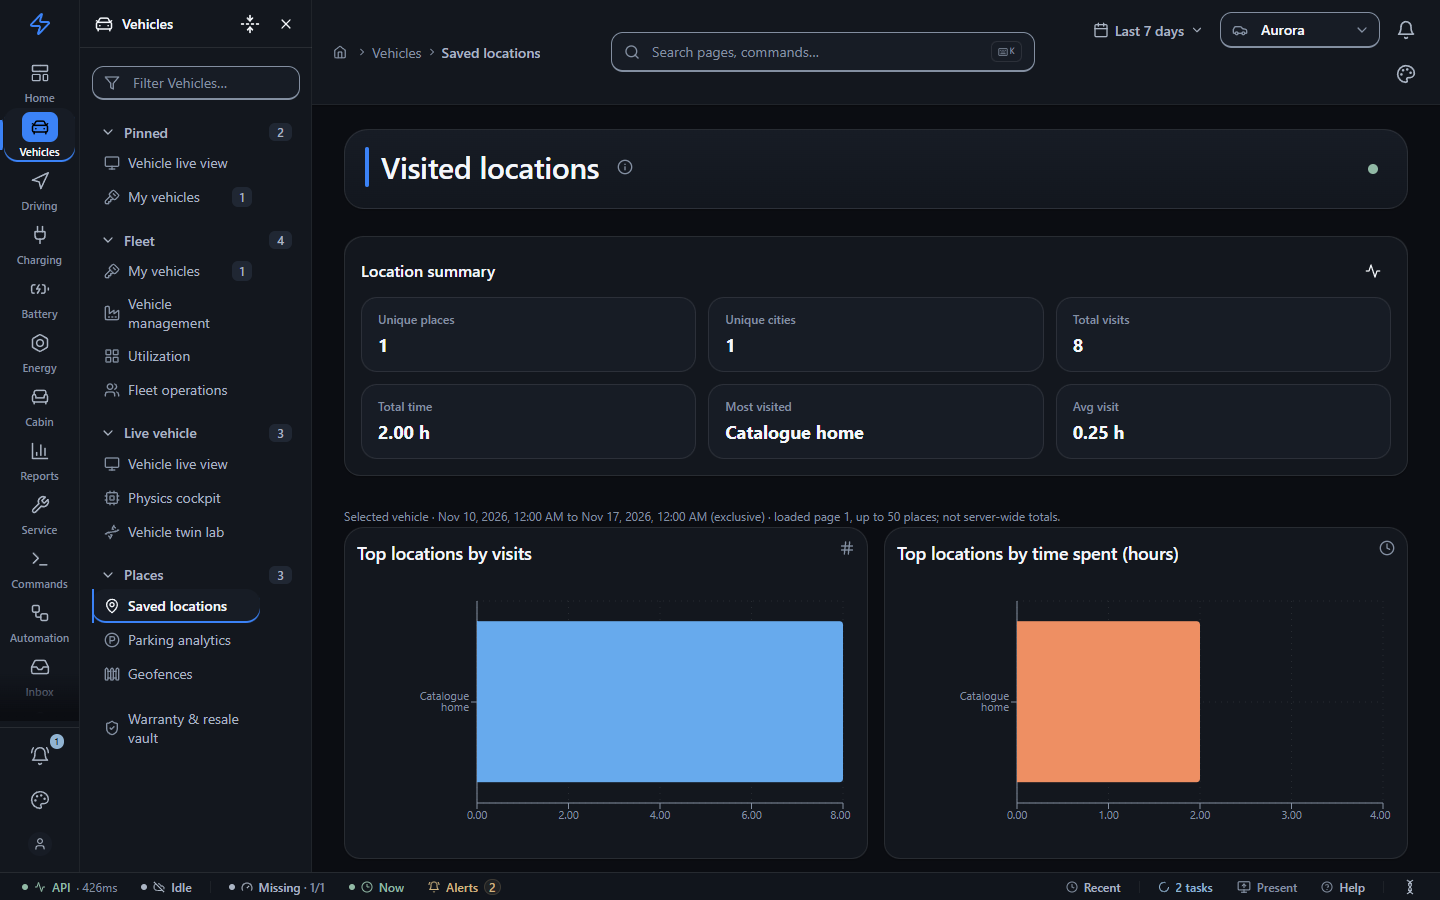 Vehicles
Filter Vehicles...
Pinned 2
Vehicle live view
My vehicles 1
Fleet 4
My vehicles 1
Vehicle
management
Utilization
Fleet operations
Live vehicle 3
Vehicle live view
Physics cockpit
Vehicle twin lab
Places 3
Saved locations
Parking analytics
Geofences
Warranty & resale
vault
Home
Vehicles
Driving
Charging
Battery
Energy
Cabin
Reports
Service
Commands
Automation
Inbox
1
Vehicles
Saved locations
Search pages, commands...
K
Last 7 days
Aurora
Visited locations
Location summary
Unique places
1
Unique cities
1
Total visits
8
Total time
2.00 h
Most visited
Catalogue home
Avg visit
0.25 h
Selected vehicle · Nov 10, 2026, 12:00 AM to Nov 17, 2026, 12:00 AM (exclusive) · loaded page 1, up to 50 places; not server-wide totals.
Top locations by visits
Catalogue
home
0.00 2.00 4.00 6.00 8.00
Top locations by time spent (hours)
Catalogue
home
0.00 1.00 2.00 3.00 4.00
API · 426ms
Idle
Missing · 1/1
Now
Alerts 2
Recent
2 tasks
Present
Help